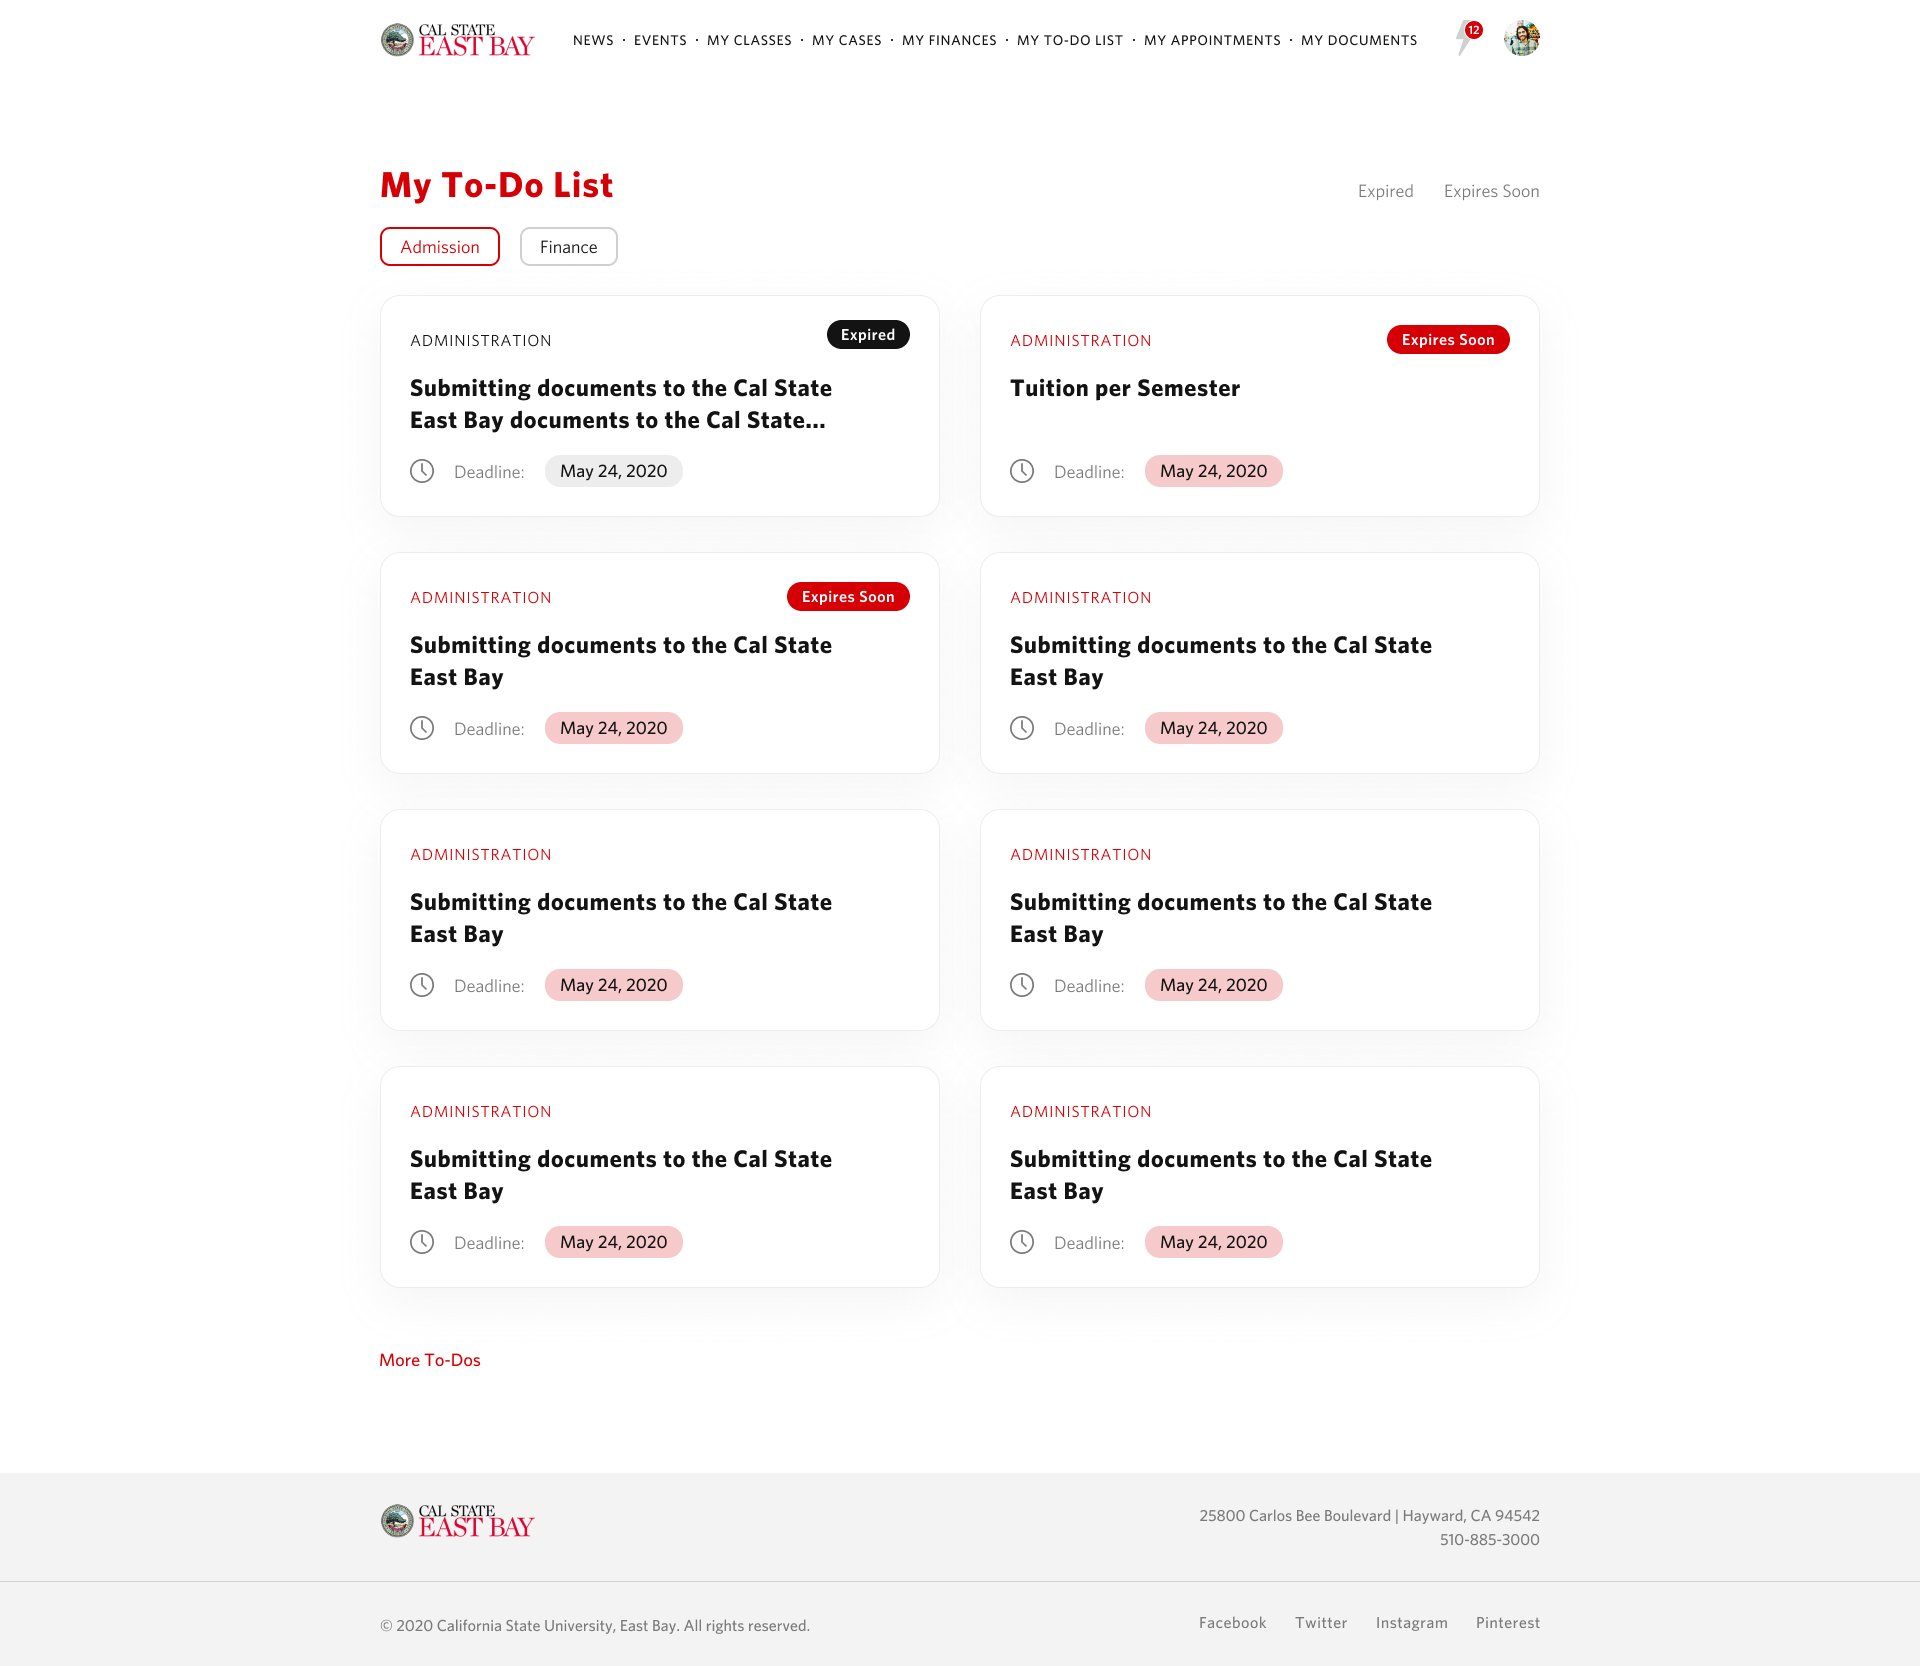 CAL STATE
EAST BAY
NEWS · EVENTS · MY CLASSES · MY CASES · MY FINANCES · MY TO-DO LIST · MY APPOINTMENTS · MY DOCUMENTS
12
My To-Do List
Expired
Expires Soon
Admission
Finance
ADMINISTRATION
Expired
Submitting documents to the Cal State
East Bay documents to the Cal State...
Deadline:
May 24, 2020
ADMINISTRATION
Expires Soon
Tuition per Semester
Deadline:
May 24, 2020
ADMINISTRATION
Expires Soon
Submitting documents to the Cal State
East Bay
Deadline:
May 24, 2020
ADMINISTRATION
Submitting documents to the Cal State
East Bay
Deadline:
May 24, 2020
ADMINISTRATION
Submitting documents to the Cal State
East Bay
Deadline:
May 24, 2020
ADMINISTRATION
Submitting documents to the Cal State
East Bay
Deadline:
May 24, 2020
ADMINISTRATION
Submitting documents to the Cal State
East Bay
Deadline:
May 24, 2020
ADMINISTRATION
Submitting documents to the Cal State
East Bay
Deadline:
May 24, 2020
More To-Dos
CAL STATE
EAST BAY
25800 Carlos Bee Boulevard | Hayward, CA 94542
510-885-3000
© 2020 California State University, East Bay. All rights reserved.
Facebook
Twitter
Instagram
Pinterest